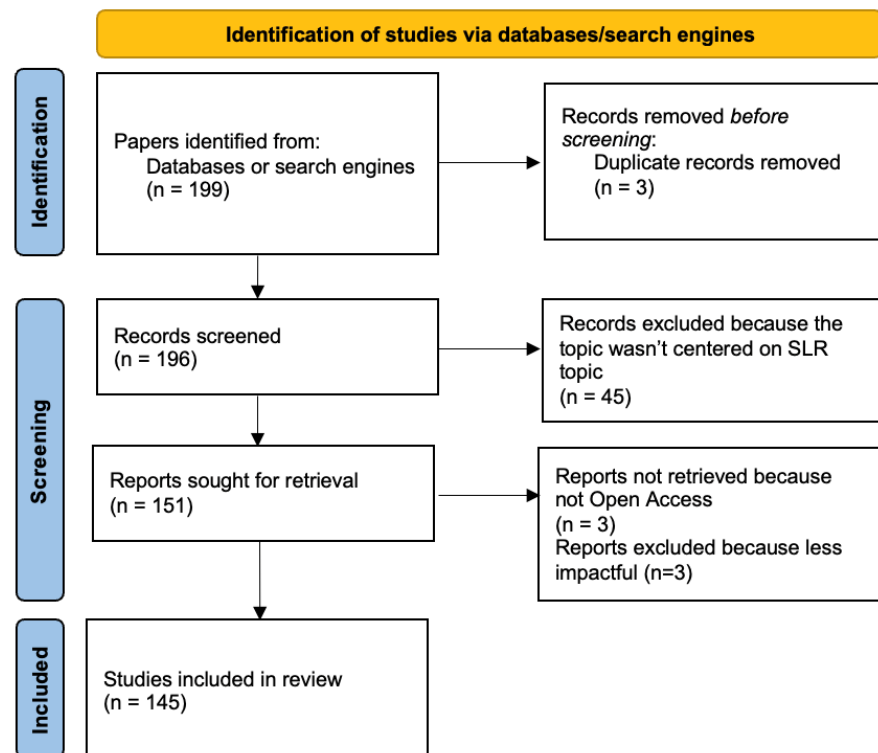 Identification of studies via databases/search engines
Identification
Papers identified from:
Databases or search engines
(n = 199)
Records removed before
screening:
Duplicate records removed
(n = 3)
Screening
Records screened
(n = 196)
Records excluded because the
topic wasn’t centered on SLR
topic
(n = 45)
Reports sought for retrieval
(n = 151)
Reports not retrieved because
not Open Access
(n = 3)
Reports excluded because less
impactful (n=3)
Included
Studies included in review
(n = 145)